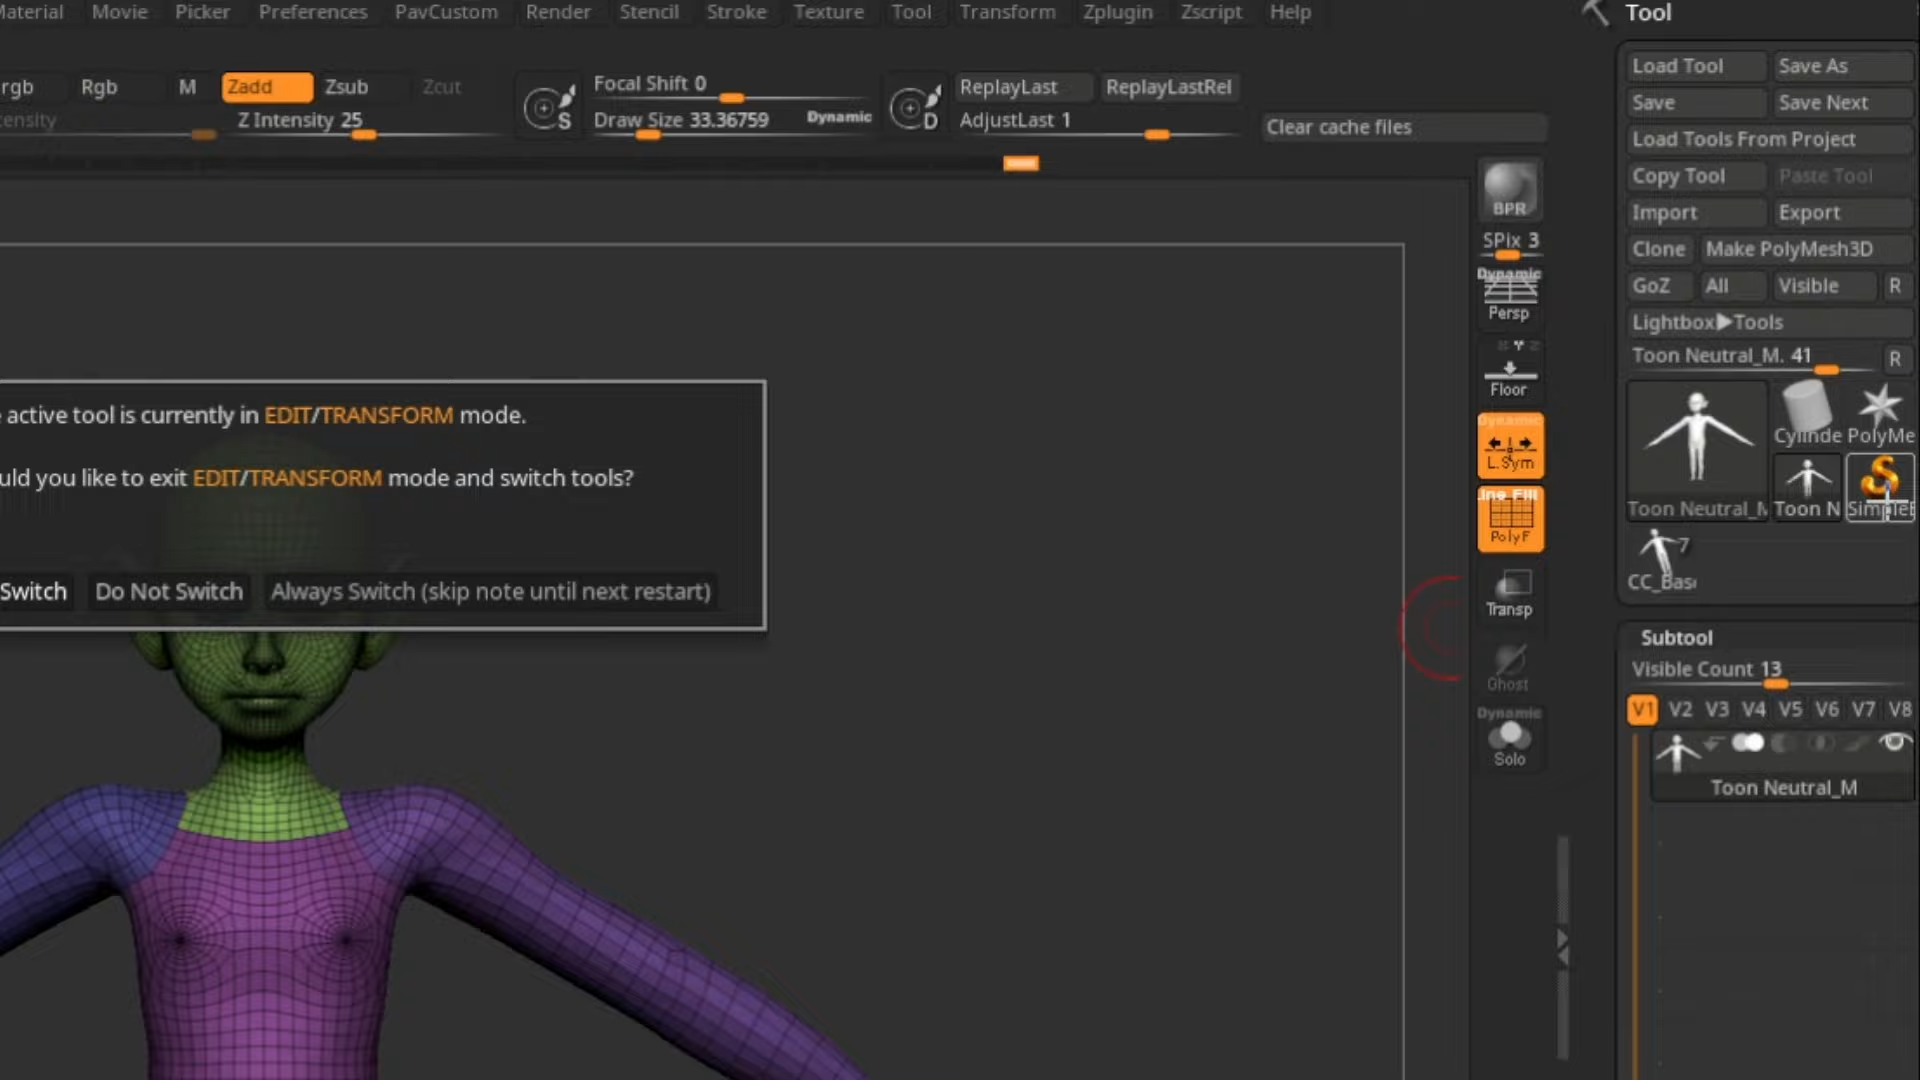 Movie Picker Preferences PavCustom Render Stencil Stroke Texture Tool Transform Zplugin Zscript Help
Tool
Load Tool Save As
Save Save Next
Load Tools From Project
Copy Tool Paste Tool
Import Export
Clone Make PolyMesh3D
GoZ All Visible R
Lightbox▶Tools
Toon Neutral_M. 41 R
Cylinde PolyMe
Toon Neutral_M Toon N SimpleB
7
CC_Bas
Subtool
Visible Count 13
V1 V2 V3 V4 V5 V6 V7 V8
Toon Neutral_M
rgb Rgb M Zadd Zsub Zcut
ensity Z Intensity 25
S
Focal Shift 0
Draw Size 33.36759 Dynamic
D
ReplayLast ReplayLastRel
AdjustLast 1
Clear cache files
BPR
SPix 3
Dynamic
Persp
Floor
Dynamic
L.Sym
Line Fill
PolyF
Transp
Ghost
Dynamic
Solo
active tool is currently in EDIT/TRANSFORM mode.
uld you like to exit EDIT/TRANSFORM mode and switch tools?
Switch Do Not Switch Always Switch (skip note until next restart)